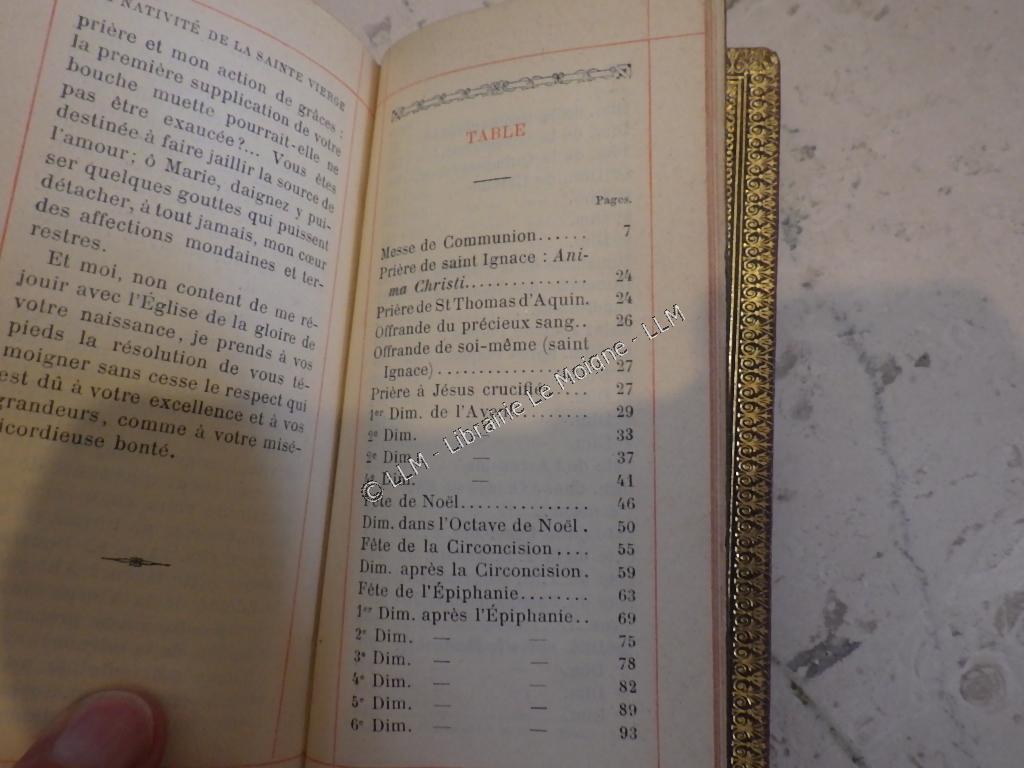 NATIVITÉ DE LA SAINTE VIERGE
prière et mon action de grâces :
la première supplication de votre
bouche muette pourrait-elle ne
pas être exaucée?... Vous êtes
destinée à faire jaillir la source de
l'amour; ô Marie, daignez y pui-
ser quelques gouttes qui puissent
détacher, à tout jamais, mon cœur
des affections mondaines et ter-
restres.
Et moi, non content de me ré-
jouir avec l'Église de la gloire de
votre naissance, je prends à vos
pieds la résolution de vous té-
moigner sans cesse le respect qui
est dû à votre excellence et à vos
grandeurs, comme à votre misé-
ricordieuse bonté.
TABLE
Pages.
Messe de Communion...... 7
Prière de saint Ignace : Ani-
ma Christi............... 24
Prière de St Thomas d'Aquin. 24
Offrande du précieux sang.. 26
Offrande de soi-même (saint
Ignace)................. 27
Prière à Jésus crucifié 27
1er Dim. de l'Avent 29
2e Dim. 33
2e Dim. — 37
Dim. — 41
Fête de Noël............... 46
Dim. dans l'Octave de Noël. 50
Fête de la Circoncision.... 55
Dim. après la Circoncision. 59
Fête de l'Épiphanie........ 63
1er Dim. après l'Épiphanie.. 69
2e Dim. — — 75
3e Dim. — — 78
4e Dim. — — 82
5e Dim. — — 89
6e Dim. — — 93
© LLM - Librairie Le Moigne - LLM